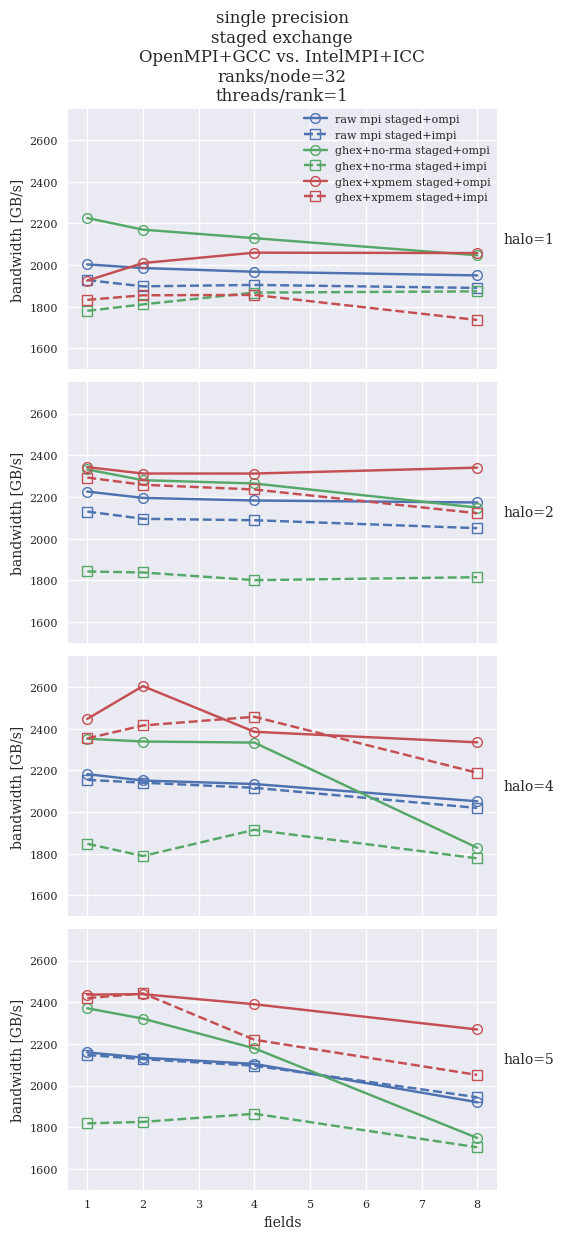 single precision
staged exchange
OpenMPI+GCC vs. IntelMPI+ICC
ranks/node=32
threads/rank=1
raw mpi staged+ompi
raw mpi staged+impi
ghex+no-rma staged+ompi
ghex+no-rma staged+impi
ghex+xpmem staged+ompi
ghex+xpmem staged+impi
2600
2400
2200
2000
1800
1600
bandwidth [GB/s]
halo=1
2600
2400
2200
2000
1800
1600
bandwidth [GB/s]
halo=2
2600
2400
2200
2000
1800
1600
bandwidth [GB/s]
halo=4
2600
2400
2200
2000
1800
1600
bandwidth [GB/s]
halo=5
1 2 3 4 5 6 7 8
fields